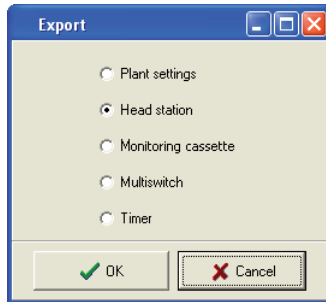 Export
Plant settings
Head station
Monitoring cassette
Multiswitch
Timer
OK
Cancel